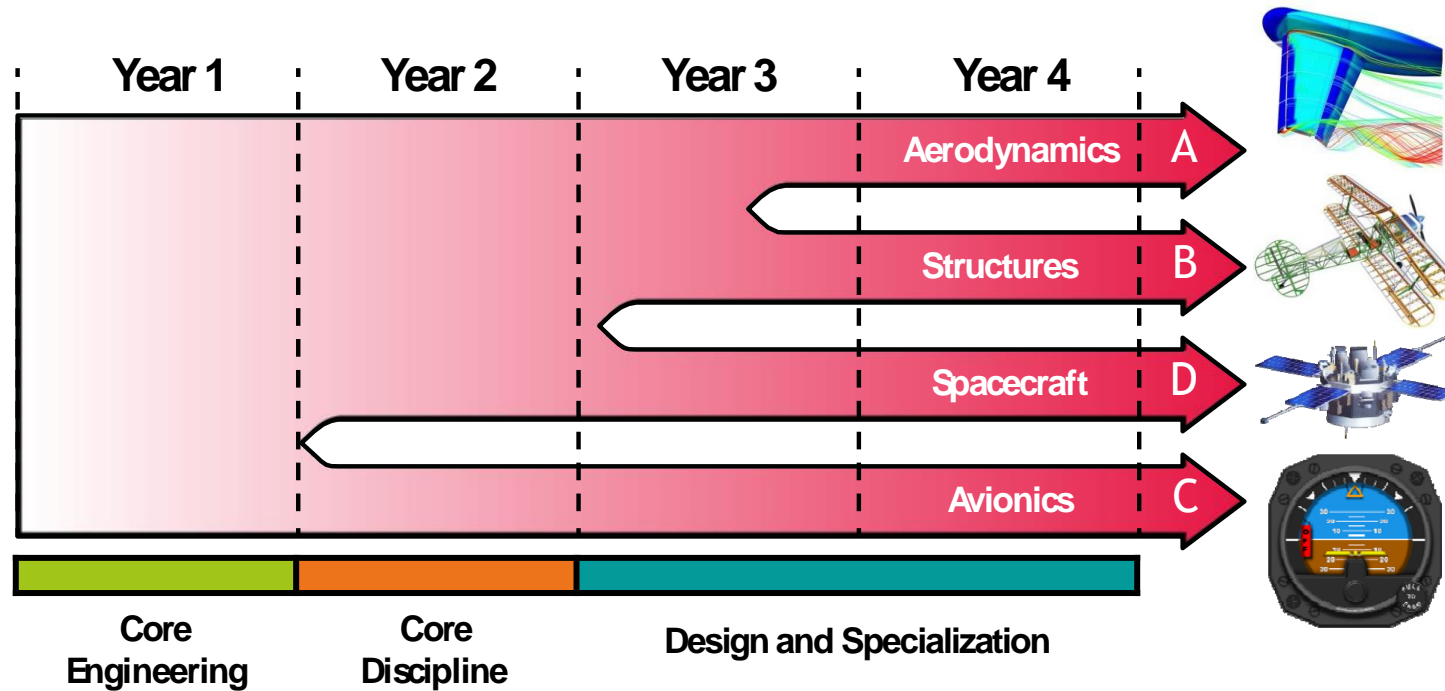 Year 1
Year 2
Year 3
Year 4
Aerodynamics A
Structures B
Spacecraft D
Avionics C
Core
Engineering
Core
Discipline
Design and Specialization